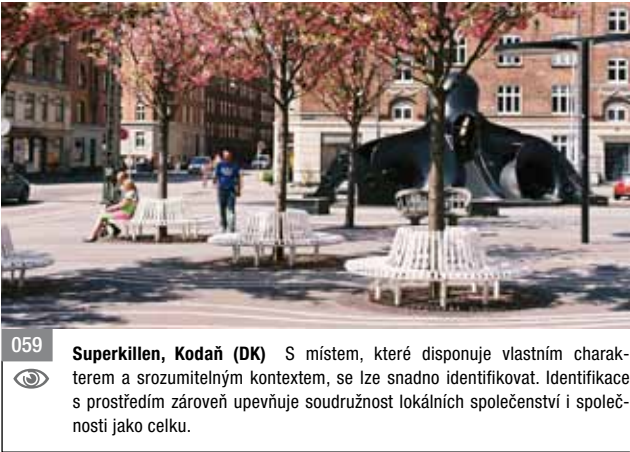 059
Superkillen, Kodaň (DK) S místem, které disponuje vlastním charak-
terem a srozumitelným kontextem, se lze snadno identifikovat. Identifikace
s prostředím zároveň upevňuje soudružnost lokálních společenství i společ-
nosti jako celku.